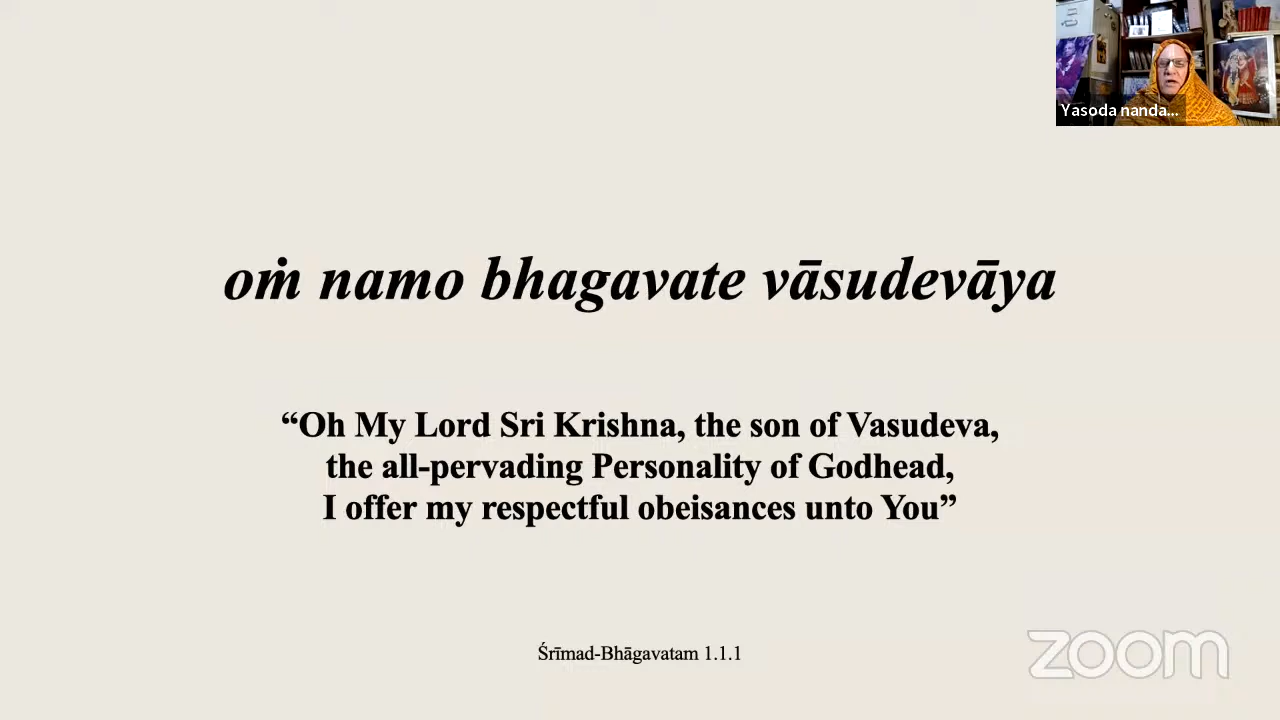 Yasoda nanda...
oṁ namo bhagavate vāsudevāya
“Oh My Lord Sri Krishna, the son of Vasudeva,
the all-pervading Personality of Godhead,
I offer my respectful obeisances unto You”
Śrīmad-Bhāgavatam 1.1.1
zoom